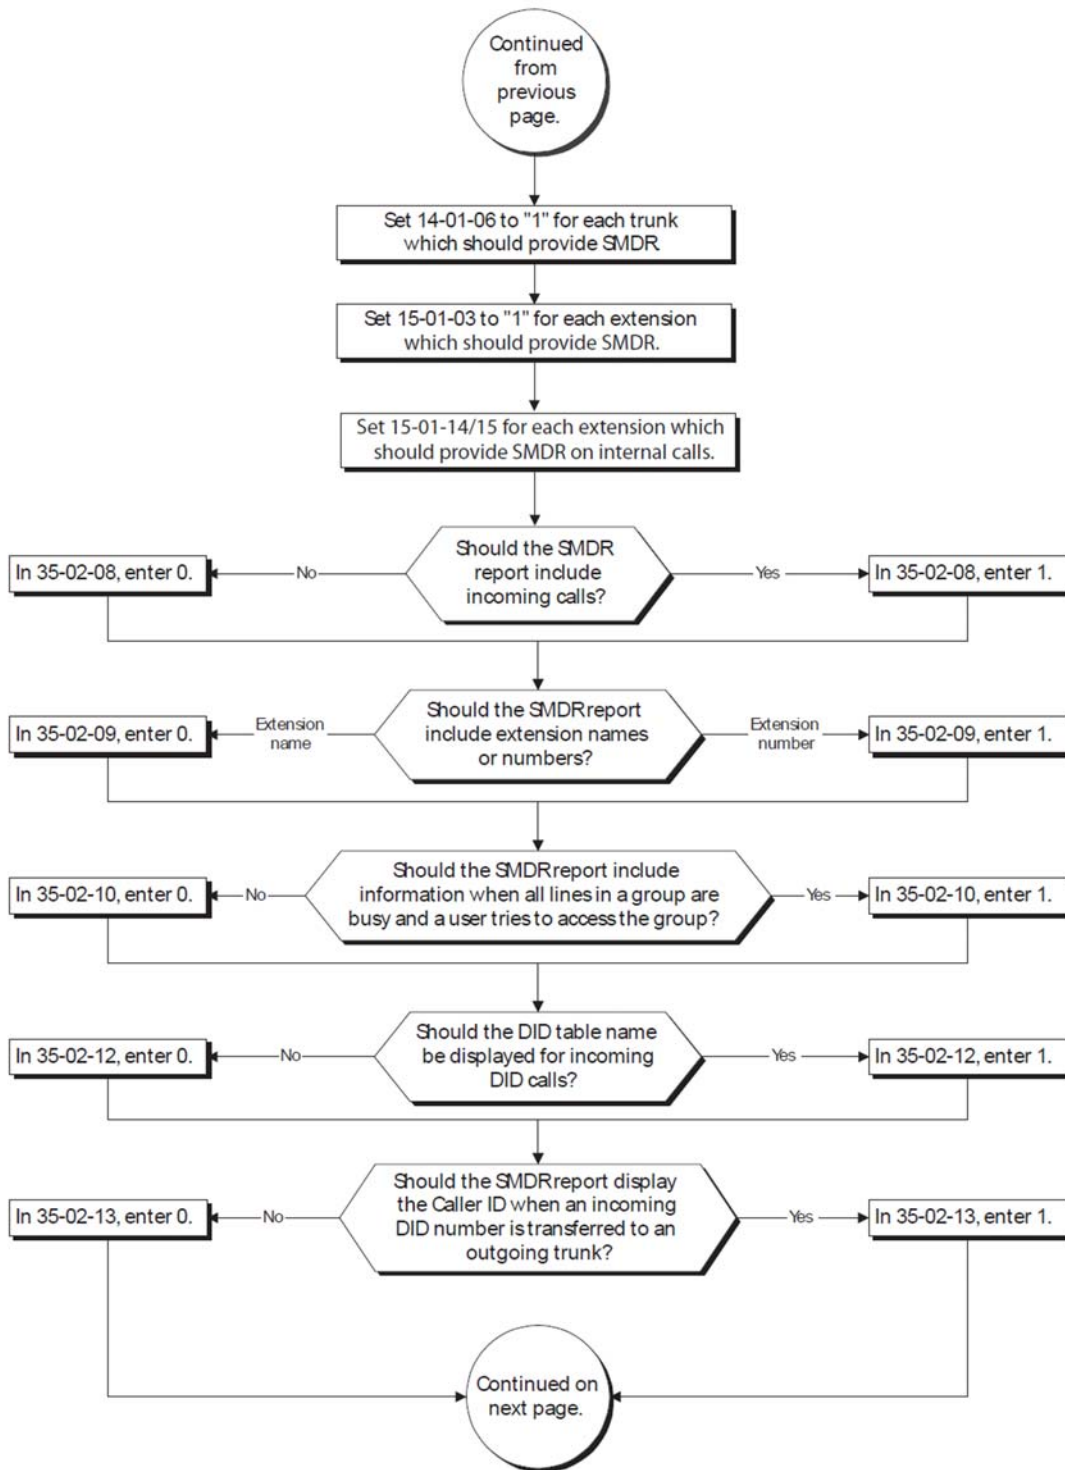 Continued
from
previous
page.
Set 14-01-06 to "1" for each trunk
which should provide SMDR.
Set 15-01-03 to "1" for each extension
which should provide SMDR.
Set 15-01-14/15 for each extension which
should provide SMDR on internal calls.
Should the SMDR
report include
incoming calls?
In 35-02-08, enter 0.
No
Yes
In 35-02-08, enter 1.
Should the SMDR report
include extension names
or numbers?
In 35-02-09, enter 0.
Extension
name
Extension
number
In 35-02-09, enter 1.
Should the SMDR report include
information when all lines in a group are
busy and a user tries to access the group?
In 35-02-10, enter 0.
No
Yes
In 35-02-10, enter 1.
Should the DID table name
be displayed for incoming
DID calls?
In 35-02-12, enter 0.
No
Yes
In 35-02-12, enter 1.
Should the SMDR report display
the Caller ID when an incoming
DID number is transferred to an
outgoing trunk?
In 35-02-13, enter 0.
No
Yes
In 35-02-13, enter 1.
Continued on
next page.